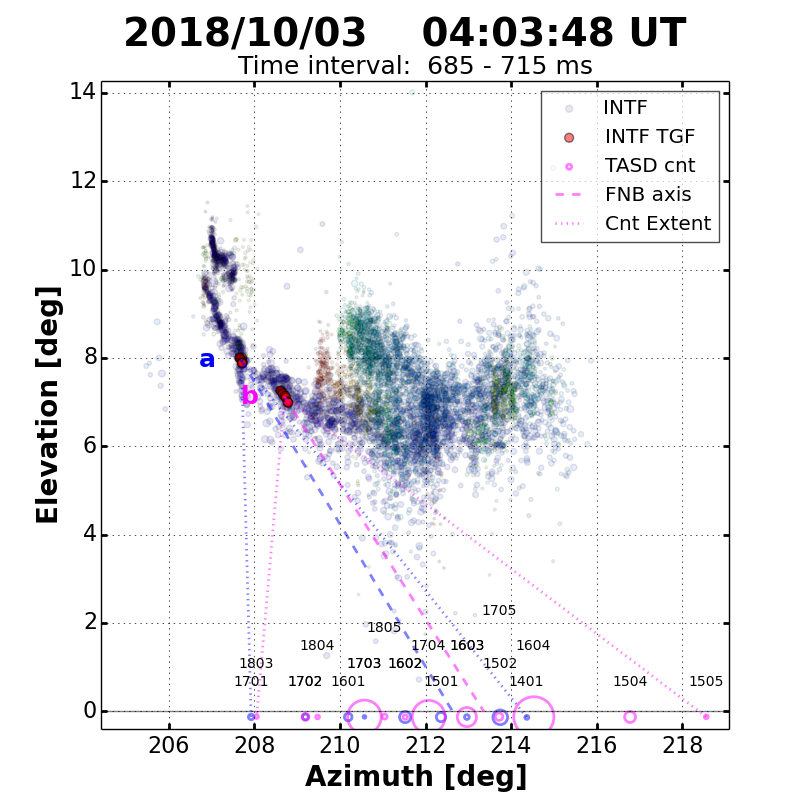 2018/10/03 04:03:48 UT
Time interval: 685 - 715 ms
14
12
10
8
6
4
2
0
Elevation [deg]
INTF
INTF TGF
TASD cnt
FNB axis
Cnt Extent
a
b
1705
1805
1804 1704 1603 1604
1803 1703 1602 1502
1701 1702 1601 1501 1401 1504 1505
206 208 210 212 214 216 218
Azimuth [deg]